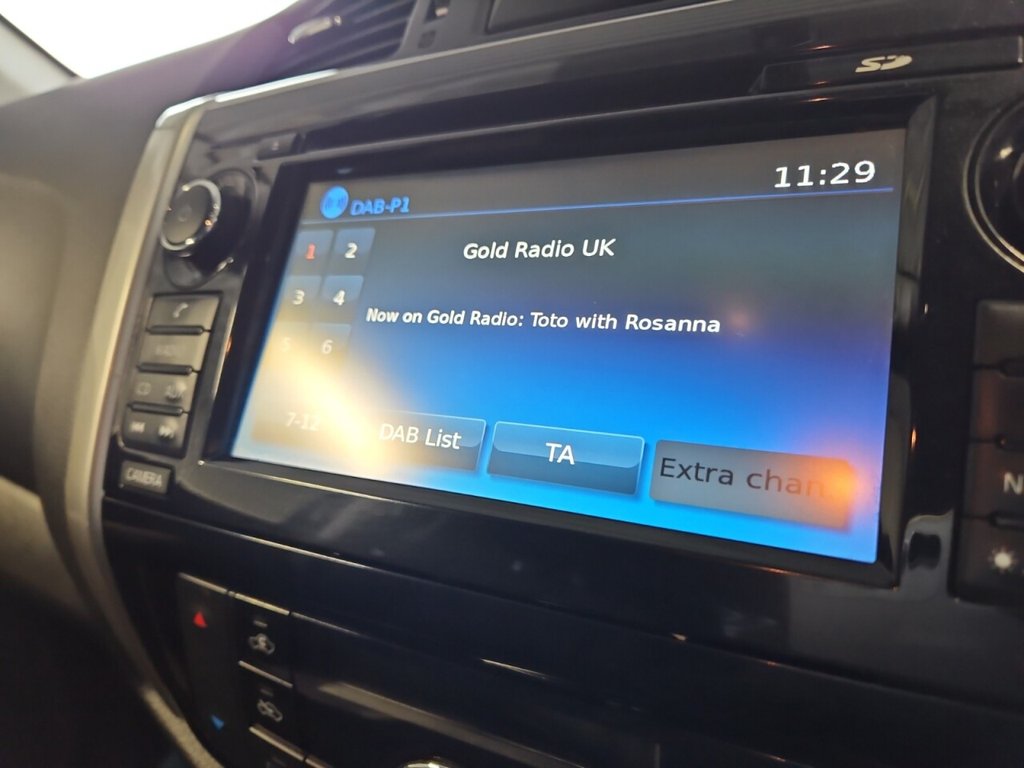 SD
11:29
DAB-P1
1 2
Gold Radio UK
3 4
Now on Gold Radio: Toto with Rosanna
5 6
7-12
DAB List
TA
Extra chan
CAMERA
N